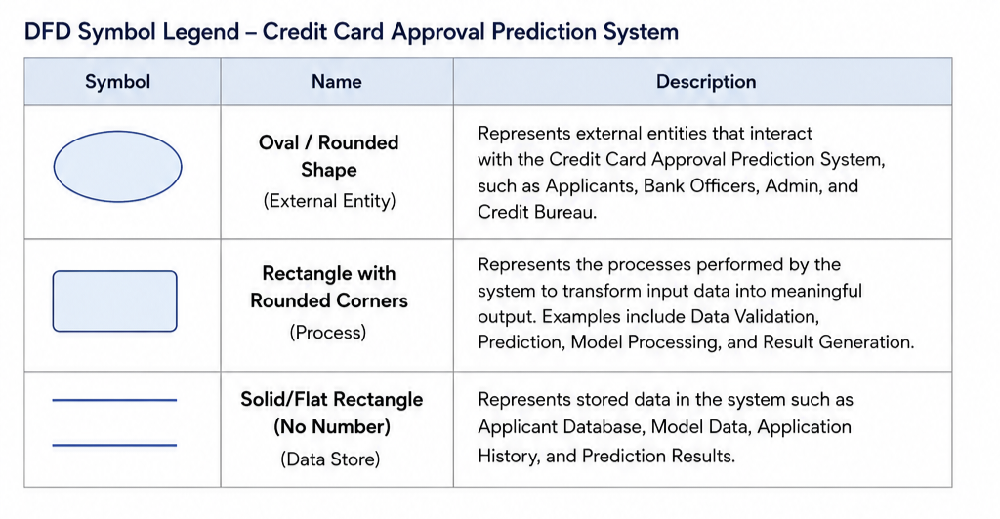 DFD Symbol Legend – Credit Card Approval Prediction System
Symbol
Name
Description
Oval / Rounded
Shape
(External Entity)
Represents external entities that interact
with the Credit Card Approval Prediction System,
such as Applicants, Bank Officers, Admin, and
Credit Bureau.
Rectangle with
Rounded Corners
(Process)
Represents the processes performed by the
system to transform input data into meaningful
output. Examples include Data Validation,
Prediction, Model Processing, and Result Generation.
Solid/Flat Rectangle
(No Number)
(Data Store)
Represents stored data in the system such as
Applicant Database, Model Data, Application
History, and Prediction Results.